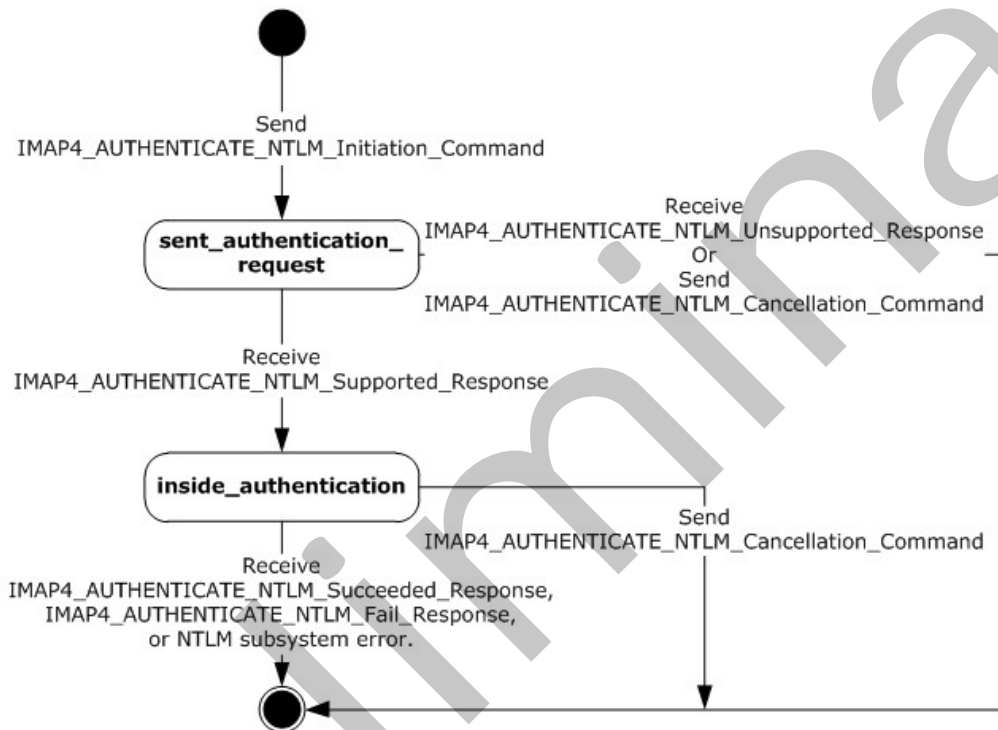 Send
IMAP4_AUTHENTICATE_NTLM_Initiation_Command
sent_authentication_
request
Receive
IMAP4_AUTHENTICATE_NTLM_Unsupported_Response
Or
Send
IMAP4_AUTHENTICATE_NTLM_Cancellation_Command
Receive
IMAP4_AUTHENTICATE_NTLM_Supported_Response
inside_authentication
Send
IMAP4_AUTHENTICATE_NTLM_Cancellation_Command
Receive
IMAP4_AUTHENTICATE_NTLM_Succeeded_Response,
IMAP4_AUTHENTICATE_NTLM_Fail_Response,
or NTLM subsystem error.